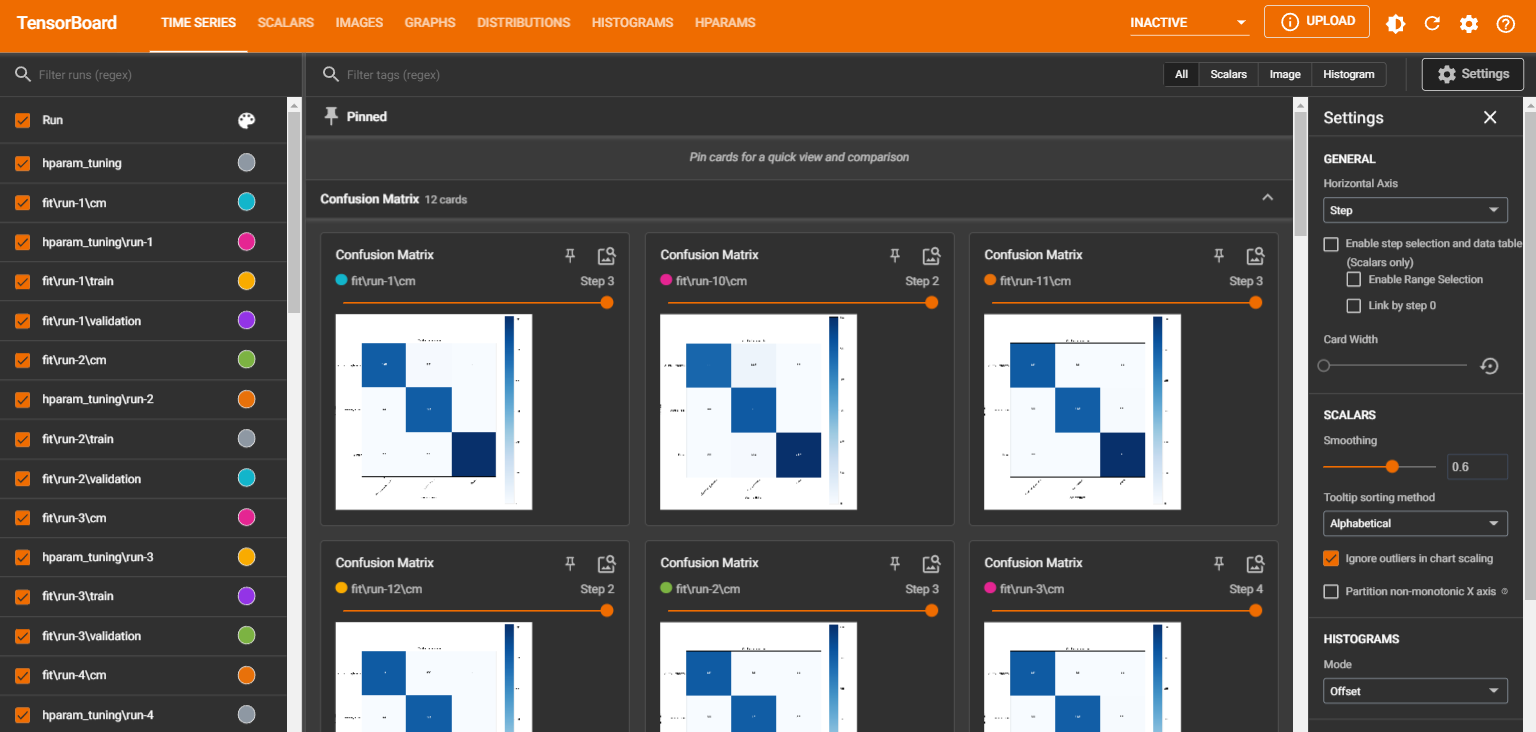 TensorBoard
TIME SERIES
SCALARS
IMAGES
GRAPHS
DISTRIBUTIONS
HISTOGRAMS
HPARAMS
INACTIVE
UPLOAD
Filter runs (regex)
Run
hparam_tuning
fit\run-1\cm
hparam_tuning\run-1
fit\run-1\train
fit\run-1\validation
fit\run-2\cm
hparam_tuning\run-2
fit\run-2\train
fit\run-2\validation
fit\run-3\cm
hparam_tuning\run-3
fit\run-3\train
fit\run-3\validation
fit\run-4\cm
hparam_tuning\run-4
Filter tags (regex)
All
Scalars
Image
Histogram
Settings
Pinned
Pin cards for a quick view and comparison
Confusion Matrix 12 cards
Confusion Matrix
fit\run-1\cm Step 3
Confusion Matrix
fit\run-10\cm Step 2
Confusion Matrix
fit\run-11\cm Step 3
Confusion Matrix
fit\run-12\cm Step 2
Confusion Matrix
fit\run-2\cm Step 3
Confusion Matrix
fit\run-3\cm Step 4
Settings
GENERAL
Horizontal Axis
Step
Enable step selection and data table
(Scalars only)
Enable Range Selection
Link by step 0
Card Width
SCALARS
Smoothing
0.6
Tooltip sorting method
Alphabetical
Ignore outliers in chart scaling
Partition non-monotonic X axis
HISTOGRAMS
Mode
Offset